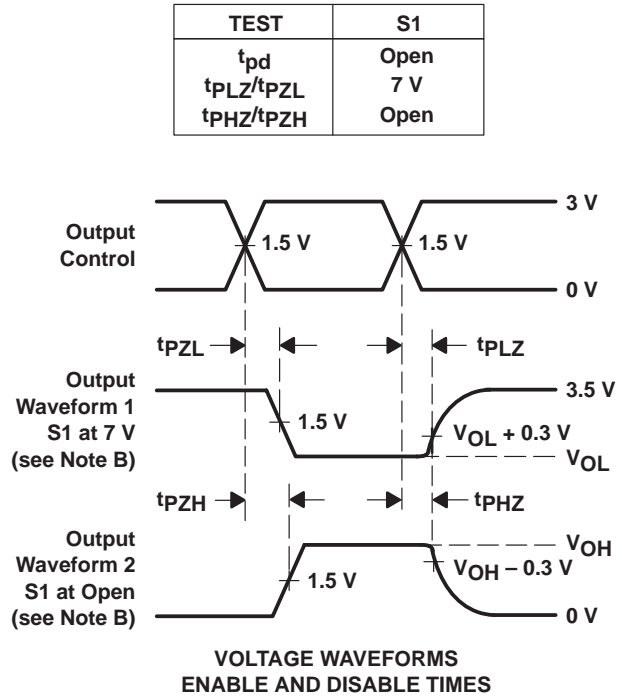 TEST S1
tpd Open
tPLZ/tPZL 7 V
tPHZ/tPZH Open
3 V
Output
Control
1.5 V 1.5 V
0 V
tPZL tPLZ
Output
Waveform 1
S1 at 7 V
(see Note B)
3.5 V
1.5 V
VOL + 0.3 V
VOL
tPZH tPHZ
Output
Waveform 2
S1 at Open
(see Note B)
VOH
1.5 V
VOH – 0.3 V
0 V
VOLTAGE WAVEFORMS
ENABLE AND DISABLE TIMES